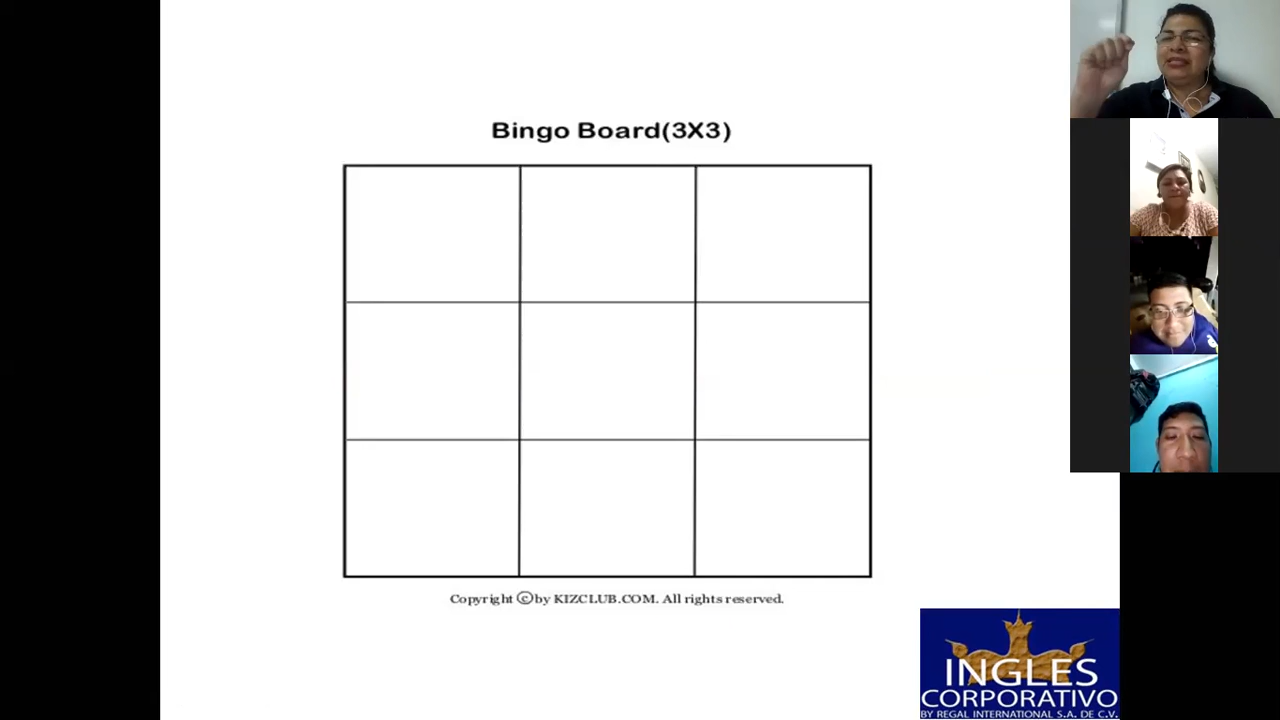 Bingo Board(3X3)
Copyright ©by KIZCLUB.COM. All rights reserved.
INGLES
CORPORATIVO
BY REGAL INTERNATIONAL S.A. DE C.V.